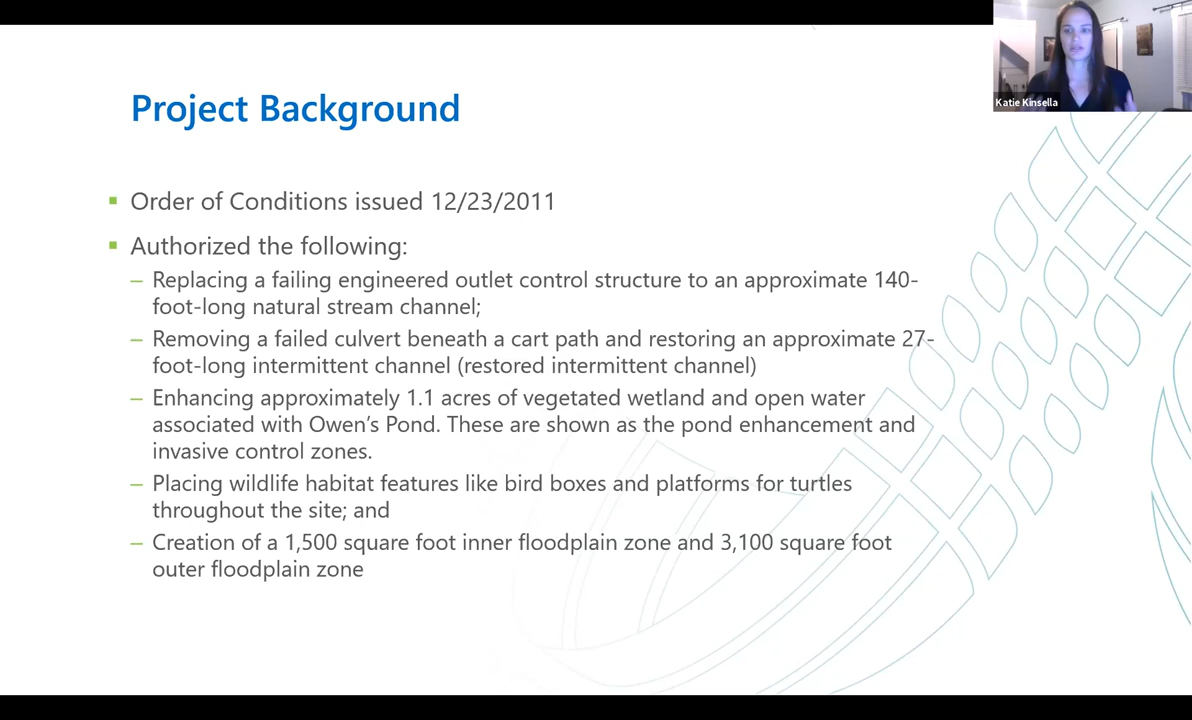 Katie Kinsella
Project Background
▪ Order of Conditions issued 12/23/2011
▪ Authorized the following:
– Replacing a failing engineered outlet control structure to an approximate 140-
foot-long natural stream channel;
– Removing a failed culvert beneath a cart path and restoring an approximate 27-
foot-long intermittent channel (restored intermittent channel)
– Enhancing approximately 1.1 acres of vegetated wetland and open water
associated with Owen’s Pond. These are shown as the pond enhancement and
invasive control zones.
– Placing wildlife habitat features like bird boxes and platforms for turtles
throughout the site; and
– Creation of a 1,500 square foot inner floodplain zone and 3,100 square foot
outer floodplain zone